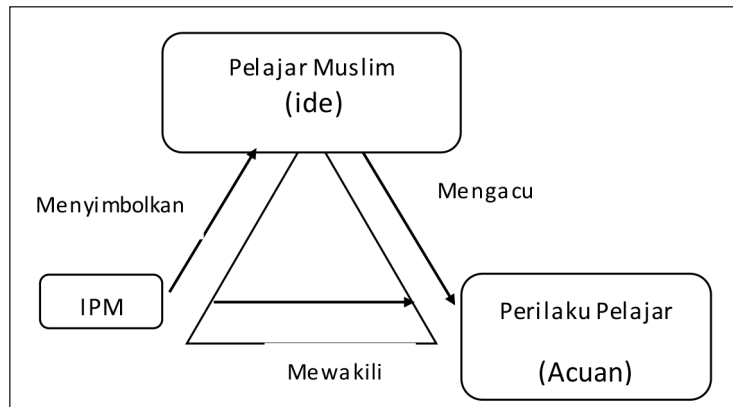 Pelajar Muslim
(ide)
Menyimbolkan
Mengacu
IPM
Perilaku Pelajar
(Acuan)
Mewakili